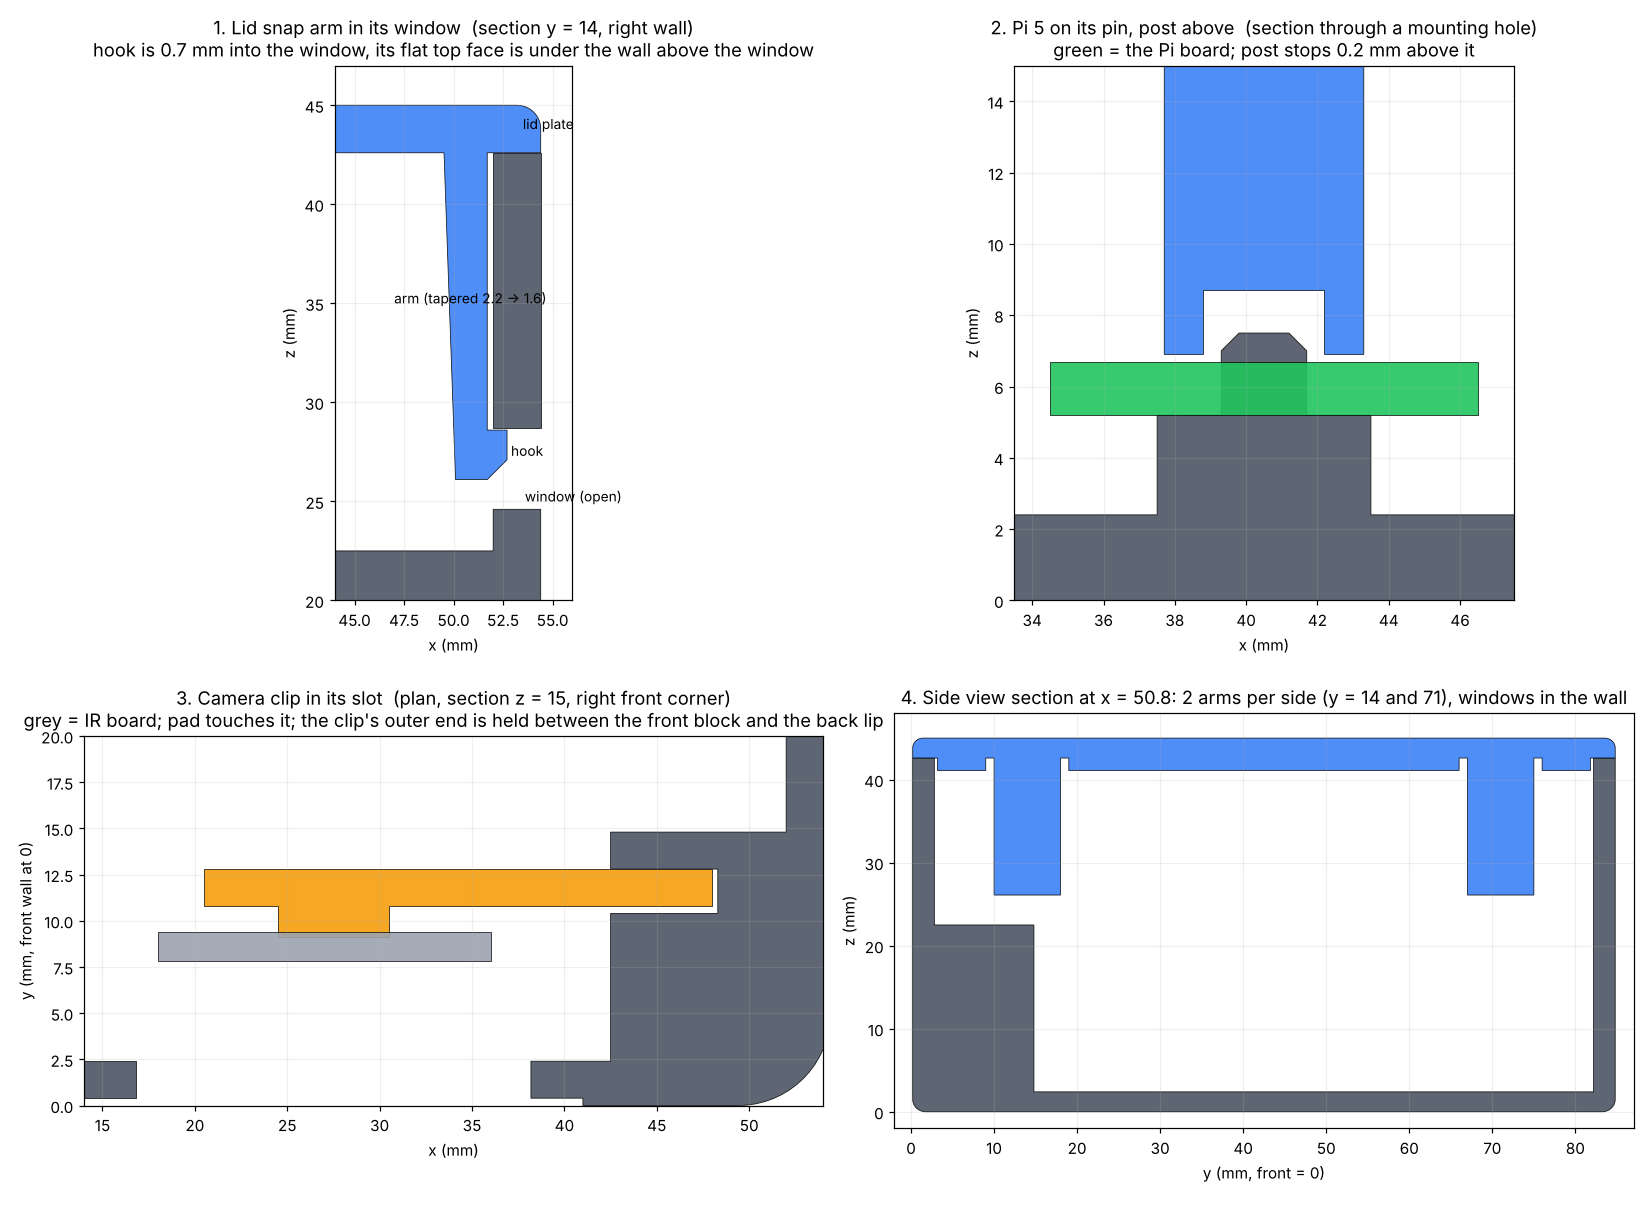 1. Lid snap arm in its window  (section y = 14, right wall)
hook is 0.7 mm into the window, its flat top face is under the wall above the window
45
40
35
30
25
20
z (mm)
lid plate
arm (tapered 2.2 → 1.6)
hook
window (open)
45.0 47.5 50.0 52.5 55.0
x (mm)
2. Pi 5 on its pin, post above  (section through a mounting hole)
green = the Pi board; post stops 0.2 mm above it
14
12
10
8
6
4
2
0
z (mm)
34 36 38 40 42 44 46
x (mm)
3. Camera clip in its slot  (plan, section z = 15, right front corner)
grey = IR board; pad touches it; the clip's outer end is held between the front block and the back lip
20.0
17.5
15.0
12.5
10.0
7.5
5.0
2.5
0.0
y (mm, front wall at 0)
15 20 25 30 35 40 45 50
x (mm)
4. Side view section at x = 50.8: 2 arms per side (y = 14 and 71), windows in the wall
40
30
20
10
0
z (mm)
0 10 20 30 40 50 60 70 80
y (mm, front = 0)